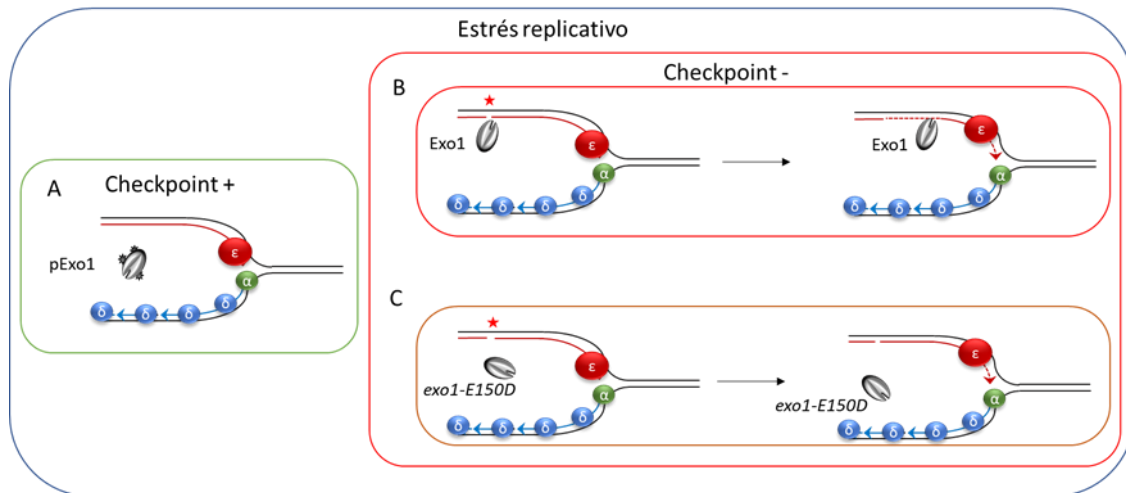 Estrés replicativo
Checkpoint -
B
Exo1
ε
α
δ δ δ δ
Exo1
ε
α
δ δ δ δ
A
Checkpoint +
pExo1
ε
α
δ δ δ δ
C
exo1-E150D
ε
α
δ δ δ δ
exo1-E150D
ε
α
δ δ δ δ